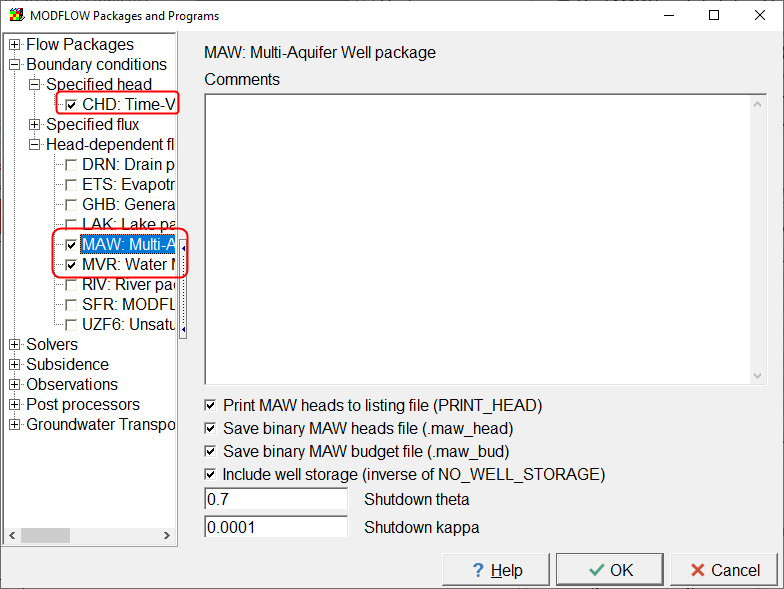 MODFLOW Packages and Programs
Flow Packages
Boundary conditions
Specified head
CHD: Time-V
Specified flux
Head-dependent fl
DRN: Drain p
ETS: Evapotr
GHB: Genera
LAK: Lake pa
MAW: Multi-A
MVR: Water M
RIV: River pac
SFR: MODFL
UZF6: Unsatu
Solvers
Subsidence
Observations
Post processors
Groundwater Transpo
MAW: Multi-Aquifer Well package
Comments
Print MAW heads to listing file (PRINT_HEAD)
Save binary MAW heads file (.maw_head)
Save binary MAW budget file (.maw_bud)
Include well storage (inverse of NO_WELL_STORAGE)
0.7 Shutdown theta
0.0001 Shutdown kappa
? Help OK Cancel